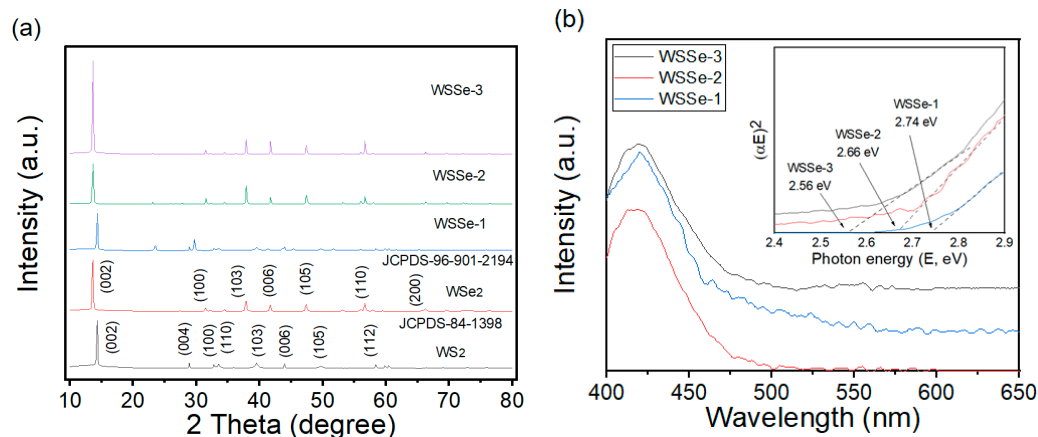 (a)
Intensity (a.u.)
WSSe-3
WSSe-2
WSSe-1
JCPDS-96-901-2194
(002)
(100)
(103)
(006)
(105)
(110)
(200)
WSe2
JCPDS-84-1398
(002)
(004)
(100)
(110)
(103)
(006)
(105)
(112)
WS2
10 20 30 40 50 60 70 80
2 Theta (degree)
(b)
Intensity (a.u.)
WSSe-3
WSSe-2
WSSe-1
(αE)2
WSSe-1
2.74 eV
WSSe-2
2.66 eV
WSSe-3
2.56 eV
2.4 2.5 2.6 2.7 2.8 2.9
Photon energy (E, eV)
400 450 500 550 600 650
Wavelength (nm)